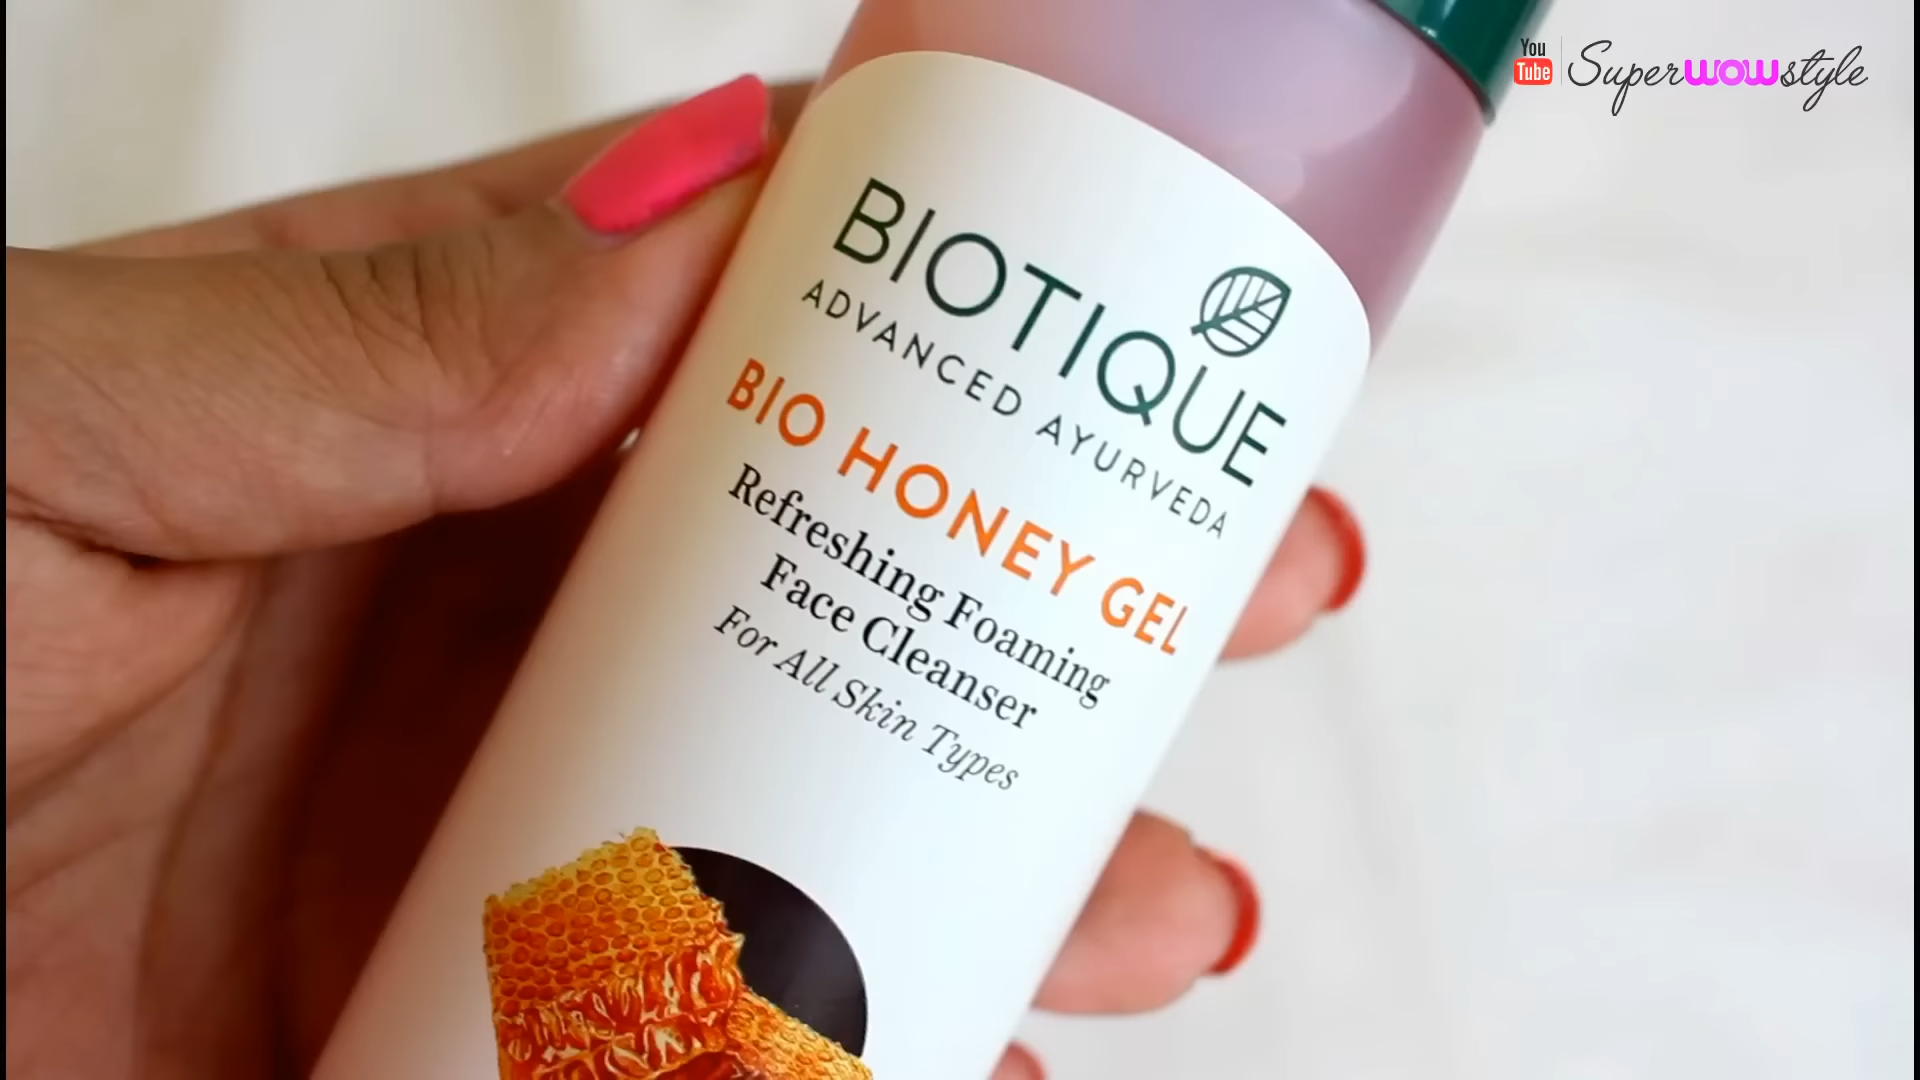 You
Tube
Superwowstyle
BIOTIQUE
ADVANCED AYURVEDA
BIO HONEY GEL
Refreshing Foaming
Face Cleanser
For All Skin Types